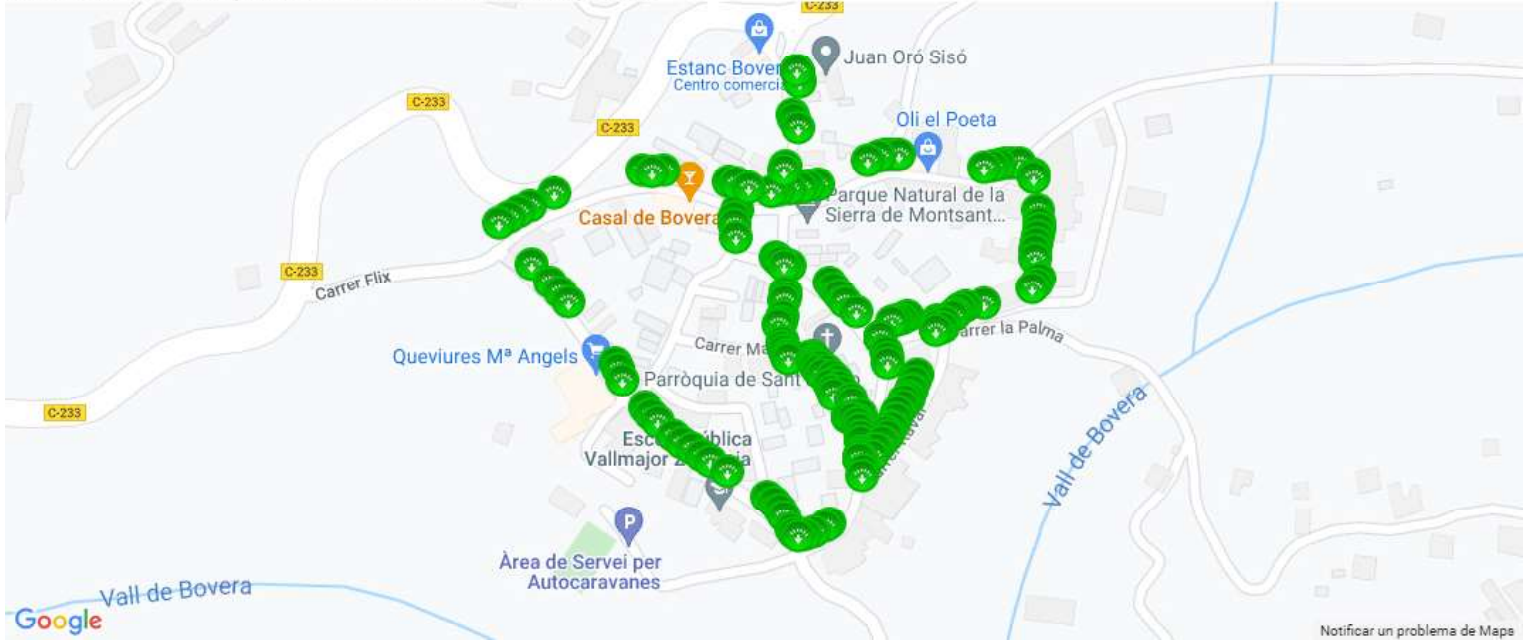 C-233
Juan Oró Sisó
Estanc Bover
Centro comercia
C-233
C-233
Oli el Poeta
Parque Natural de la
Sierra de Montsant...
Casal de Bovera
C-233
Carrer Flix
Carrer la Palma
Carrer Ma
Queviures Mª Angels
Parròquia de Sant
C-233
Vallmajor
Vall de Bovera
Àrea de Servei per
Autocaravanes
P
Vall de Bovera
Google
Notificar un problema de Maps